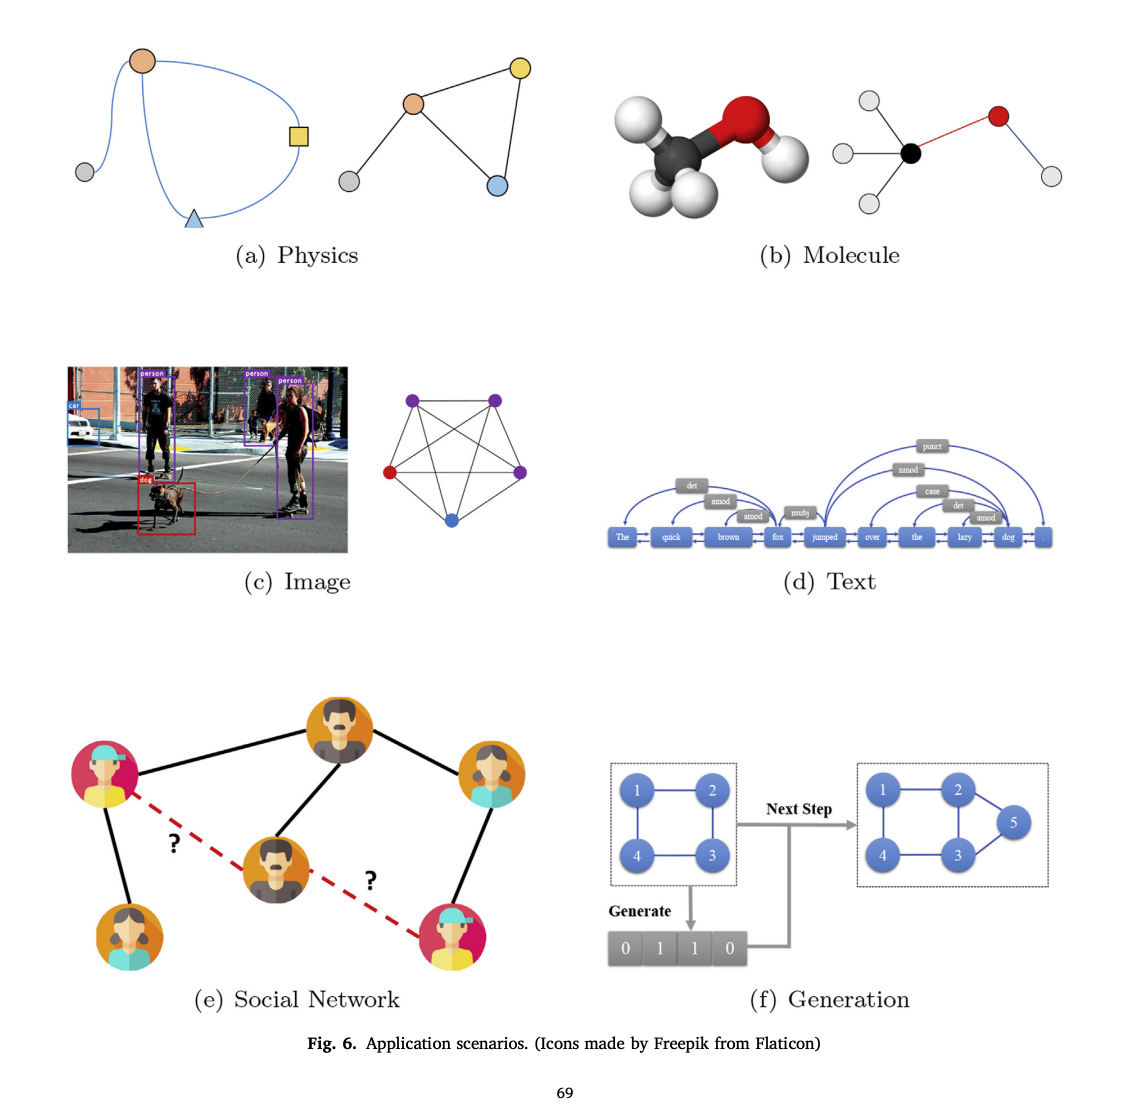 (a) Physics
(b) Molecule
person
person
person
car
dog
(c) Image
punct
nmod
det
case
amod
det
amod
nsubj
amod
The quick brown fox jumped over the lazy dog .
(d) Text
?
?
(e) Social Network
1 2
4 3
Next Step
1 2
5
4 3
Generate
0 1 1 0
(f) Generation
Fig. 6. Application scenarios. (Icons made by Freepik from Flaticon)
69